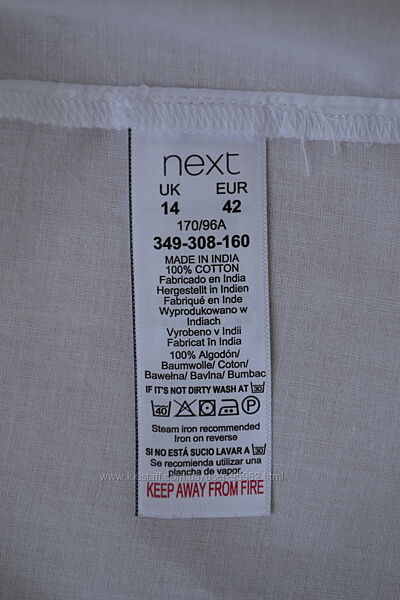 next
UK EUR
14 42
170/96A
349-308-160
MADE IN INDIA
100% COTTON
Fabricado en India
Hergestellt in Indien
Fabriqué en Inde
Wyprodukowano w
Indiach
Vyrobeno v Indii
Fabricat în India
100% Algodón/
Baumwolle/ Coton/
Bawełna/ Bavlna/ Bumbac
IF IT'S NOT DIRTY WASH AT 30
40 P
Steam iron recommended
Iron on reverse
SI NO ESTÁ SUCIO LAVAR A 30
Se recomienda utilizar una
plancha de vapor.
KEEP AWAY FROM FIRE